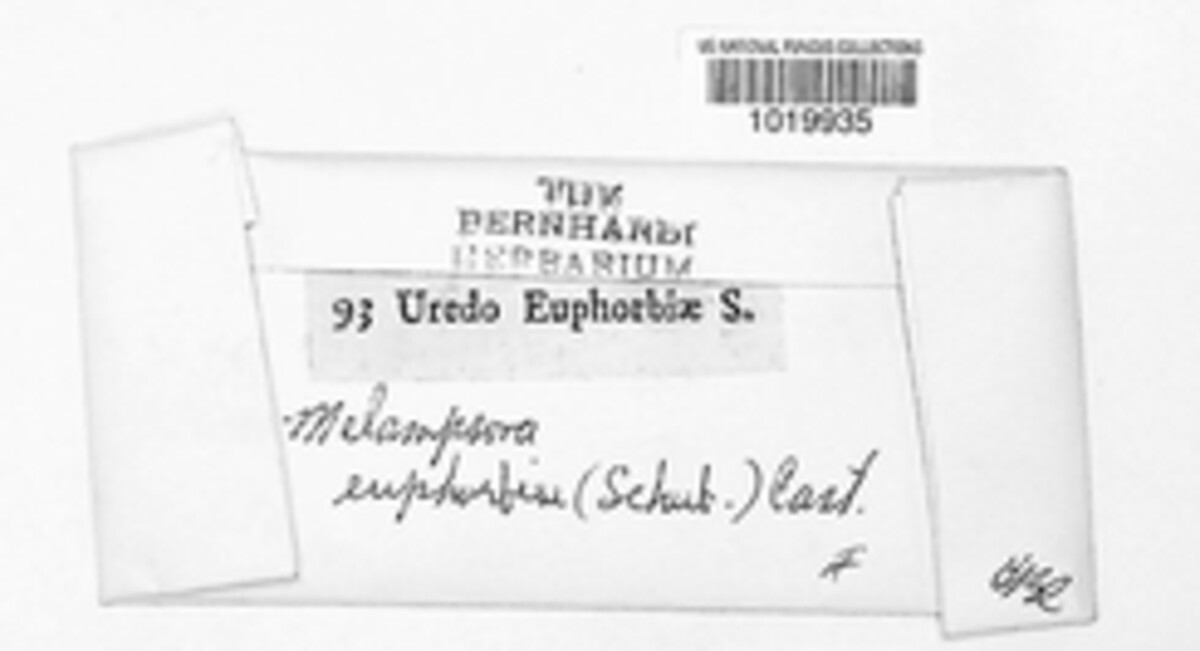 US NATIONAL FUNGUS COLLECTIONS
1019935
THE
BERNHARDI
HERBARIUM
93 Uredo Euphorbiæ S.
Melampsora
euphorbiae (Schub.) Cast.